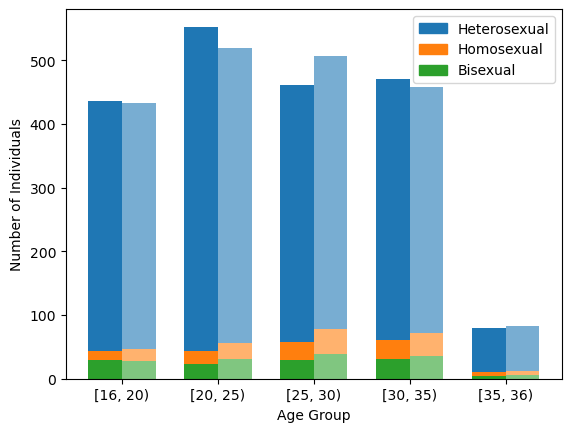 Heterosexual
Homosexual
Bisexual
Number of Individuals
500
400
300
200
100
0
[16, 20) [20, 25) [25, 30) [30, 35) [35, 36)
Age Group